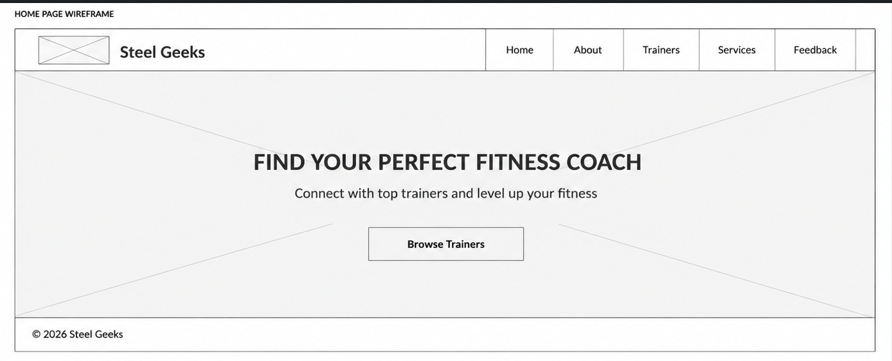 HOME PAGE WIREFRAME
Steel Geeks
Home About Trainers Services Feedback
FIND YOUR PERFECT FITNESS COACH
Connect with top trainers and level up your fitness
Browse Trainers
© 2026 Steel Geeks